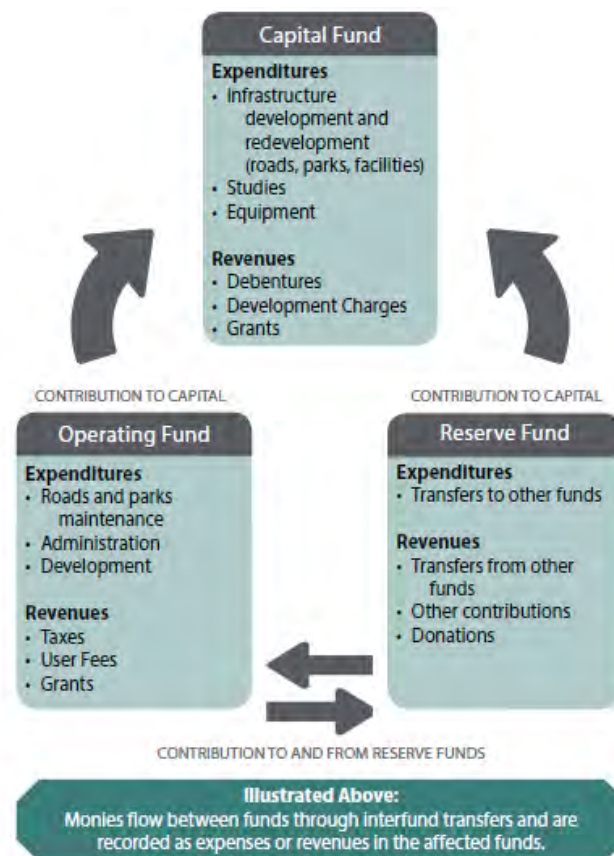 Capital Fund
Expenditures
• Infrastructure
development and
redevelopment
(roads, parks, facilities)
• Studies
• Equipment
Revenues
• Debentures
• Development Charges
• Grants
CONTRIBUTION TO CAPITAL
Operating Fund
Expenditures
• Roads and parks
maintenance
• Administration
• Development
Revenues
• Taxes
• User Fees
• Grants
CONTRIBUTION TO CAPITAL
Reserve Fund
Expenditures
• Transfers to other funds
Revenues
• Transfers from other
funds
• Other contributions
• Donations
CONTRIBUTION TO AND FROM RESERVE FUNDS
Illustrated Above:
Monies flow between funds through interfund transfers and are
recorded as expenses or revenues in the affected funds.